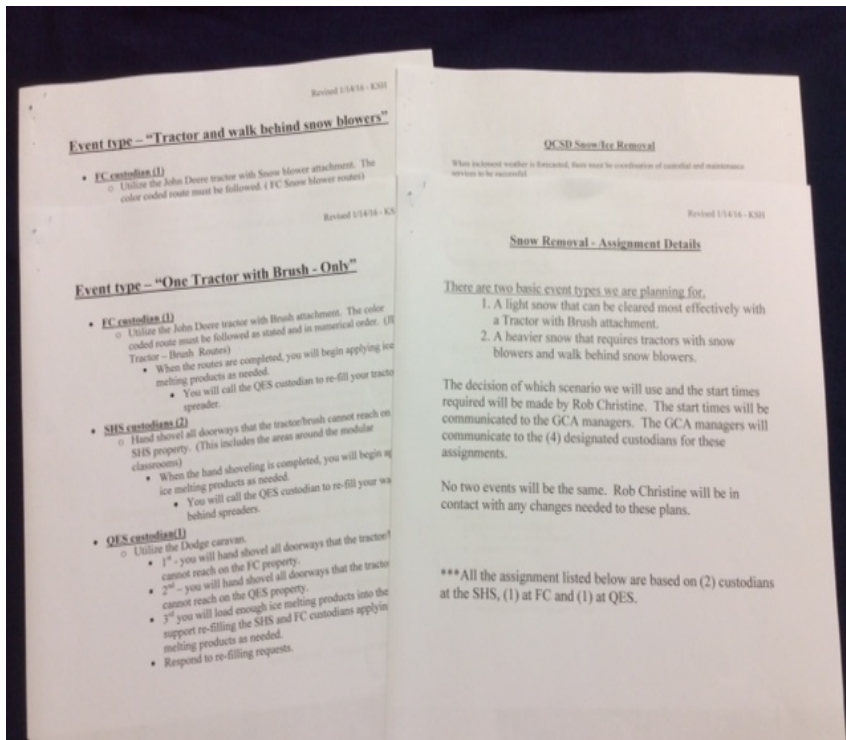 Revised 1/14/16 - KSH
Event type – “Tractor and walk behind snow blowers”
• FC custodian (1)
o Utilize the John Deere tractor with Snow blower attachment. The
color coded route must be followed. ( FC Snow blower routes)
QCSD Snow/Ice Removal
When inclement weather is forecasted, there must be coordination of custodial and maintenance
services to be successful.
Revised 1/14/16 - KS
Event type – “One Tractor with Brush - Only”
• FC custodian (1)
o Utilize the John Deere tractor with Brush attachment. The color
coded route must be followed as stated and in numerical order. (J
Tractor – Brush Routes)
▪ When the routes are completed, you will begin applying ice
melting products as needed.
• You will call the QES custodian to re-fill your tracto
spreader.
• SHS custodians (2)
o Hand shovel all doorways that the tractor/brush cannot reach on
SHS property. (This includes the areas around the modular
classrooms)
▪ When the hand shoveling is completed, you will begin a
ice melting products as needed.
• You will call the QES custodian to re-fill your wa
behind spreaders.
• QES custodian(1)
o Utilize the Dodge caravan.
▪ 1st - you will hand shovel all doorways that the tractor/
cannot reach on the FC property.
▪ 2nd – you will hand shovel all doorways that the tracto
cannot reach on the QES property.
▪ 3rd you will load enough ice melting products into the
support re-filling the SHS and FC custodians applyin
melting products as needed.
▪ Respond to re-filling requests.
Revised 1/14/16 - KSH
Snow Removal - Assignment Details
There are two basic event types we are planning for.
1. A light snow that can be cleared most effectively with
a Tractor with Brush attachment.
2. A heavier snow that requires tractors with snow
blowers and walk behind snow blowers.
The decision of which scenario we will use and the start times
required will be made by Rob Christine. The start times will be
communicated to the GCA managers. The GCA managers will
communicate to the (4) designated custodians for these
assignments.
No two events will be the same. Rob Christine will be in
contact with any changes needed to these plans.
***All the assignment listed below are based on (2) custodians
at the SHS, (1) at FC and (1) at QES.